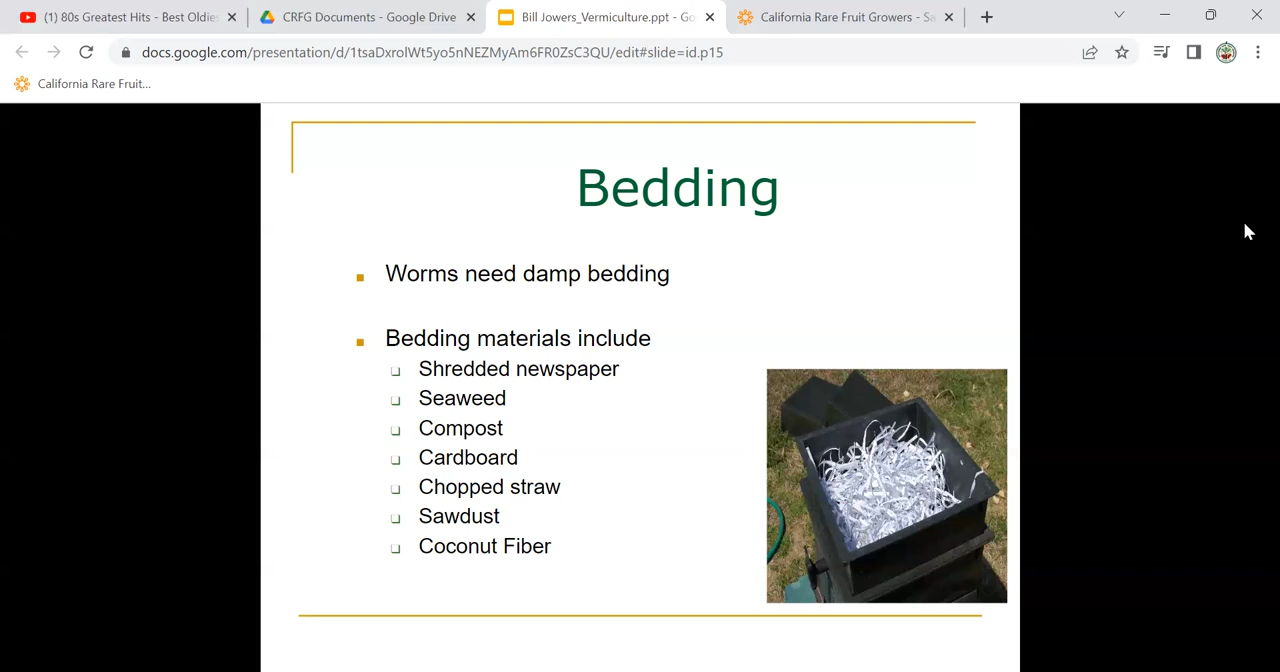 (1) 80s Greatest Hits - Best Oldie
CRFG Documents - Google Drive
Bill Jowers_Vermiculture.ppt - Go
California Rare Fruit Growers - Sa
docs.google.com/presentation/d/1tsaDxrolWt5yo5nNEZMyAm6FR0ZsC3QU/edit#slide=id.p15
California Rare Fruit...
Bedding
Worms need damp bedding
Bedding materials include
Shredded newspaper
Seaweed
Compost
Cardboard
Chopped straw
Sawdust
Coconut Fiber